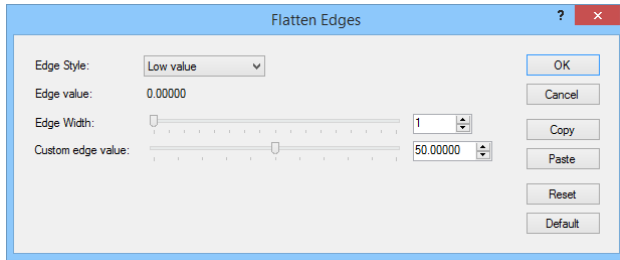 Flatten Edges
?
×
Edge Style:
Low value
OK
Edge value:
0.00000
Cancel
Edge Width:
1
Copy
Custom edge value:
50.00000
Paste
Reset
Default